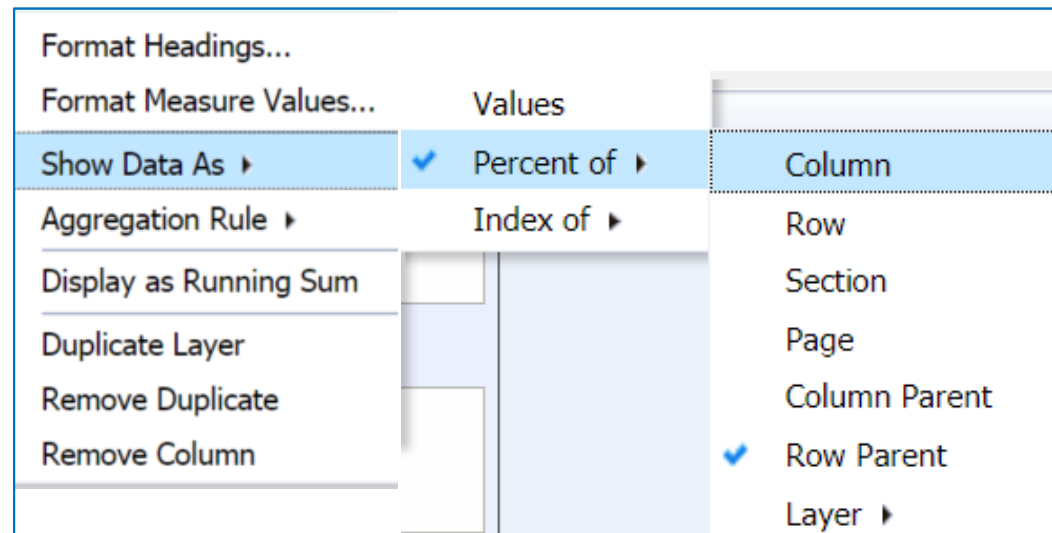 Format Headings...
Format Measure Values...
Show Data As
Aggregation Rule
Display as Running Sum
Duplicate Layer
Remove Duplicate
Remove Column
Values
Percent of
Index of
Column
Row
Section
Page
Column Parent
Row Parent
Layer